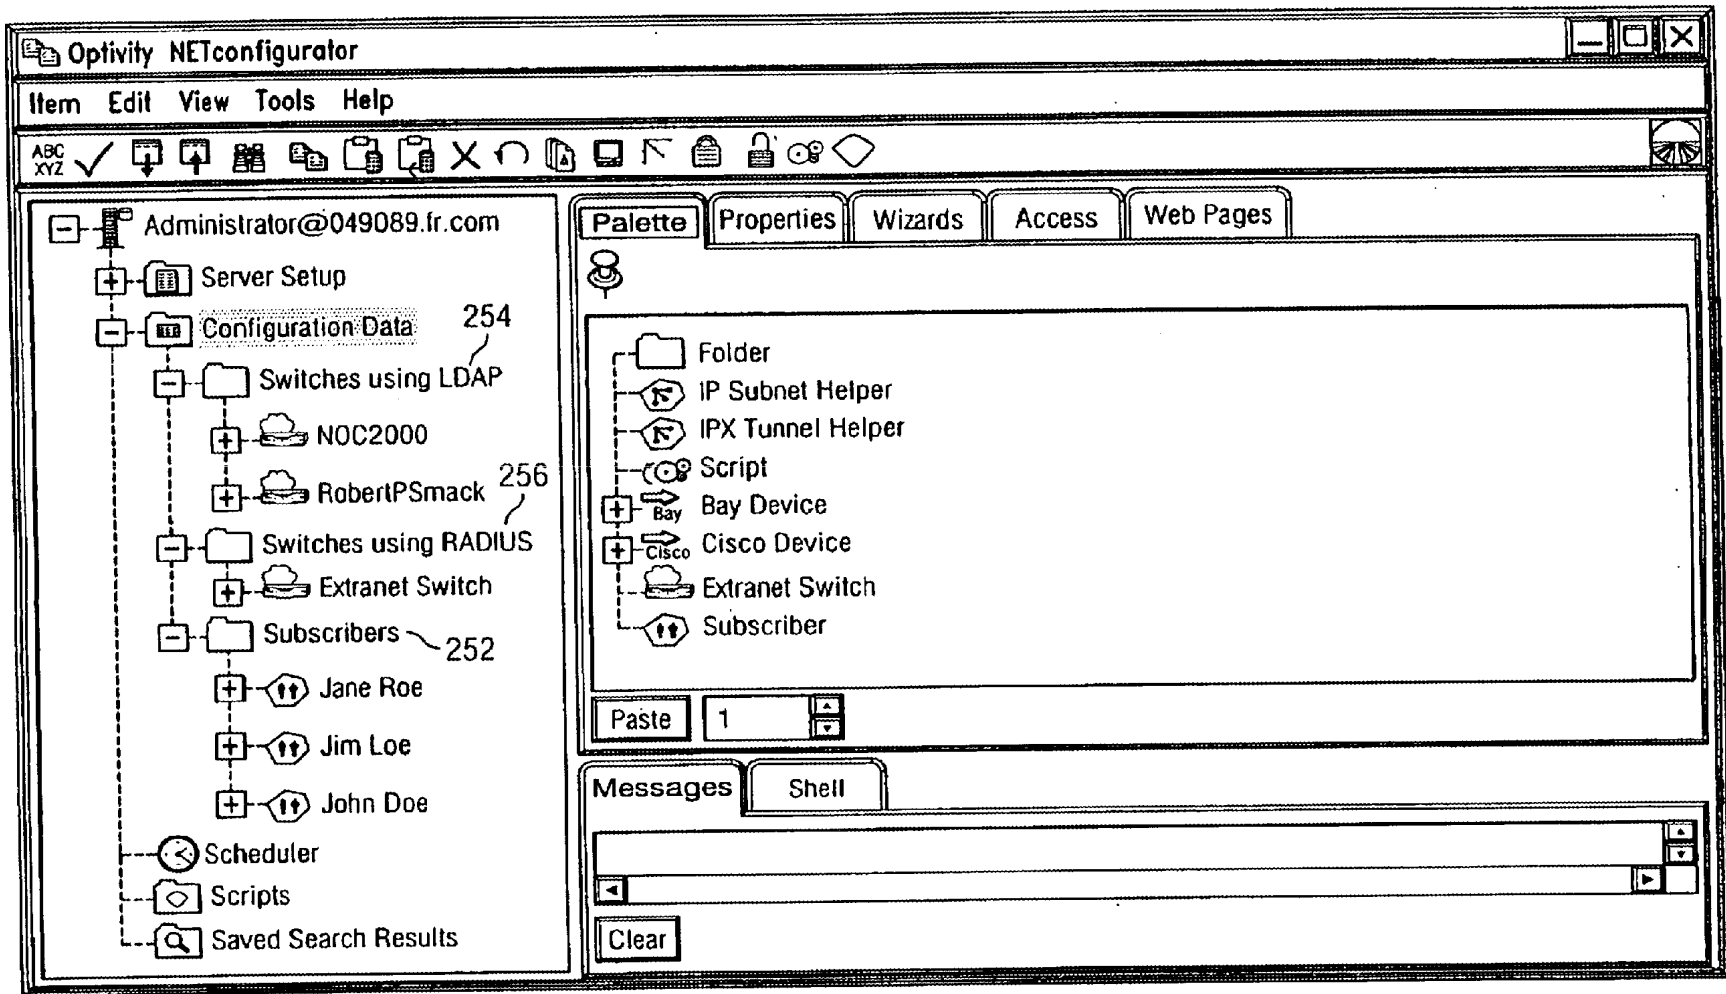 Optivity NETconfigurator
Item Edit View Tools Help
ABC
XYZ
Administrator@049089.fr.com
Server Setup
Configuration Data
254
Switches using LDAP
NOC2000
RobertPSmack
256
Switches using RADIUS
Extranet Switch
Subscribers
252
Jane Roe
Jim Loe
John Doe
Scheduler
Scripts
Saved Search Results
Palette Properties Wizards Access Web Pages
Folder
IP Subnet Helper
IPX Tunnel Helper
Script
Bay Bay Device
Cisco Cisco Device
Extranet Switch
Subscriber
Paste 1
Messages Shell
Clear